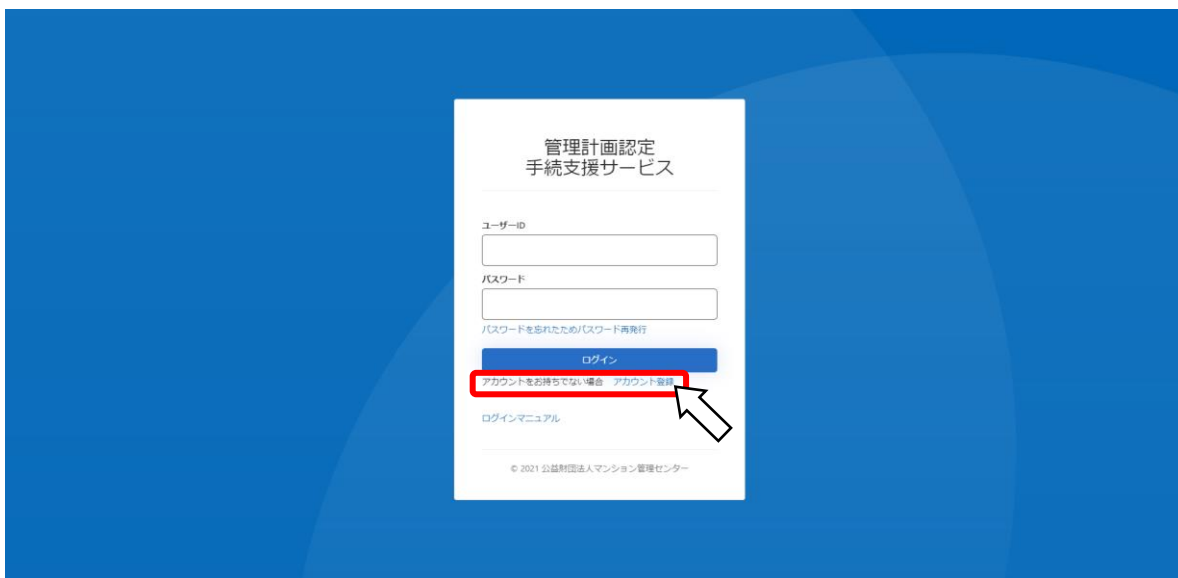 管理計画認定
手続支援サービス
ユーザーID
パスワード
パスワードを忘れたためパスワード再発行
ログイン
アカウントをお持ちでない場合 アカウント登録
ログインマニュアル
© 2021 公益財団法人マンション管理センター